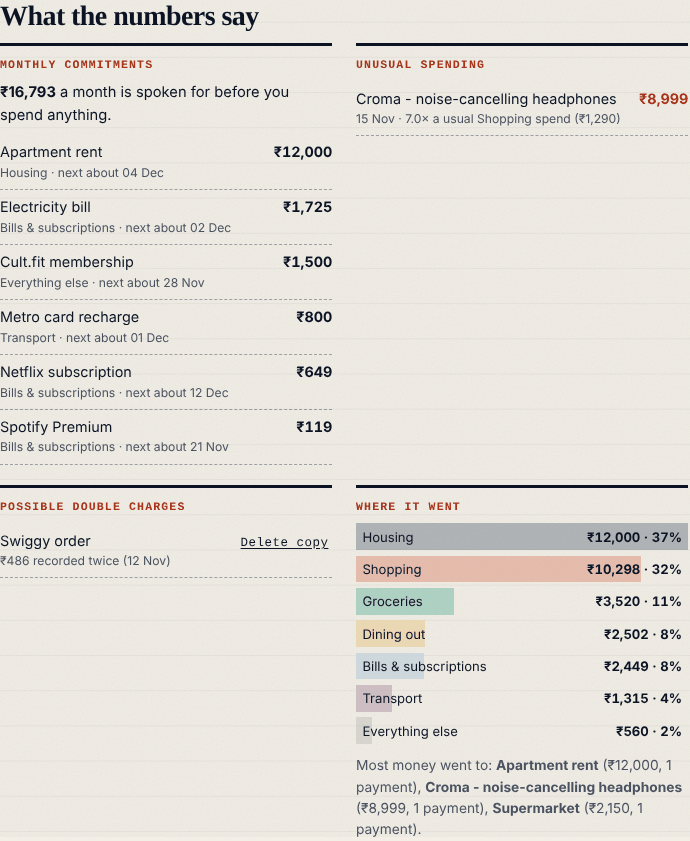 What the numbers say
MONTHLY COMMITMENTS
₹16,793 a month is spoken for before you
spend anything.
Apartment rent ₹12,000
Housing · next about 04 Dec
Electricity bill ₹1,725
Bills & subscriptions · next about 02 Dec
Cult.fit membership ₹1,500
Everything else · next about 28 Nov
Metro card recharge ₹800
Transport · next about 01 Dec
Netflix subscription ₹649
Bills & subscriptions · next about 12 Dec
Spotify Premium ₹119
Bills & subscriptions · next about 21 Nov
UNUSUAL SPENDING
Croma - noise-cancelling headphones ₹8,999
15 Nov · 7.0× a usual Shopping spend (₹1,290)
POSSIBLE DOUBLE CHARGES
Swiggy order Delete copy
₹486 recorded twice (12 Nov)
WHERE IT WENT
Housing ₹12,000 · 37%
Shopping ₹10,298 · 32%
Groceries ₹3,520 · 11%
Dining out ₹2,502 · 8%
Bills & subscriptions ₹2,449 · 8%
Transport ₹1,315 · 4%
Everything else ₹560 · 2%
Most money went to: Apartment rent (₹12,000, 1
payment), Croma - noise-cancelling headphones
(₹8,999, 1 payment), Supermarket (₹2,150, 1
payment).